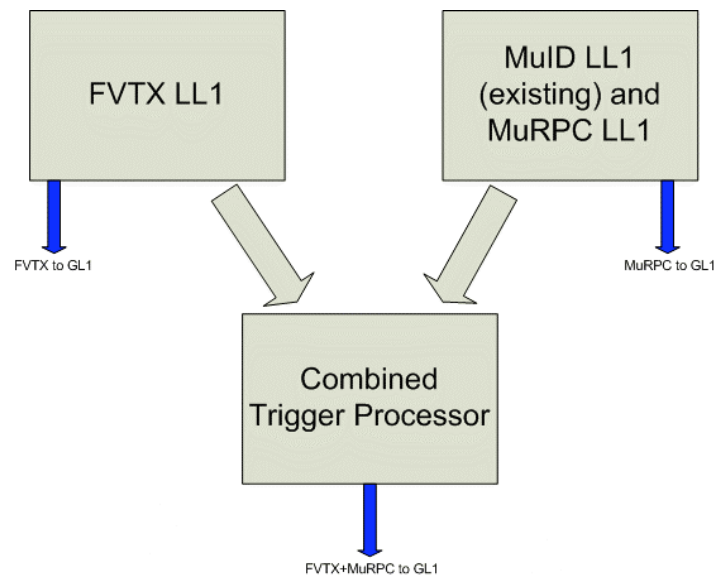 FVTX LL1
MuID LL1
(existing) and
MuRPC LL1
FVTX to GL1
MuRPC to GL1
Combined
Trigger Processor
FVTX+MuRPC to GL1